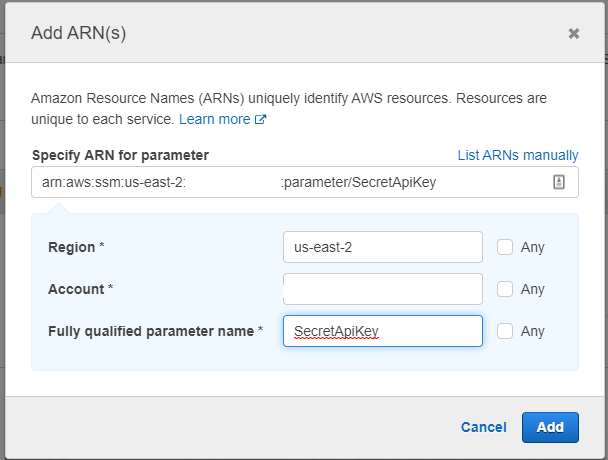 Add ARN(s)
Amazon Resource Names (ARNs) uniquely identify AWS resources. Resources are
unique to each service. Learn more
Specify ARN for parameter List ARNs manually
arn:aws:ssm:us-east-2: :parameter/SecretApiKey
Region * us-east-2 Any
Account * Any
Fully qualified parameter name * SecretApiKey Any
Cancel Add